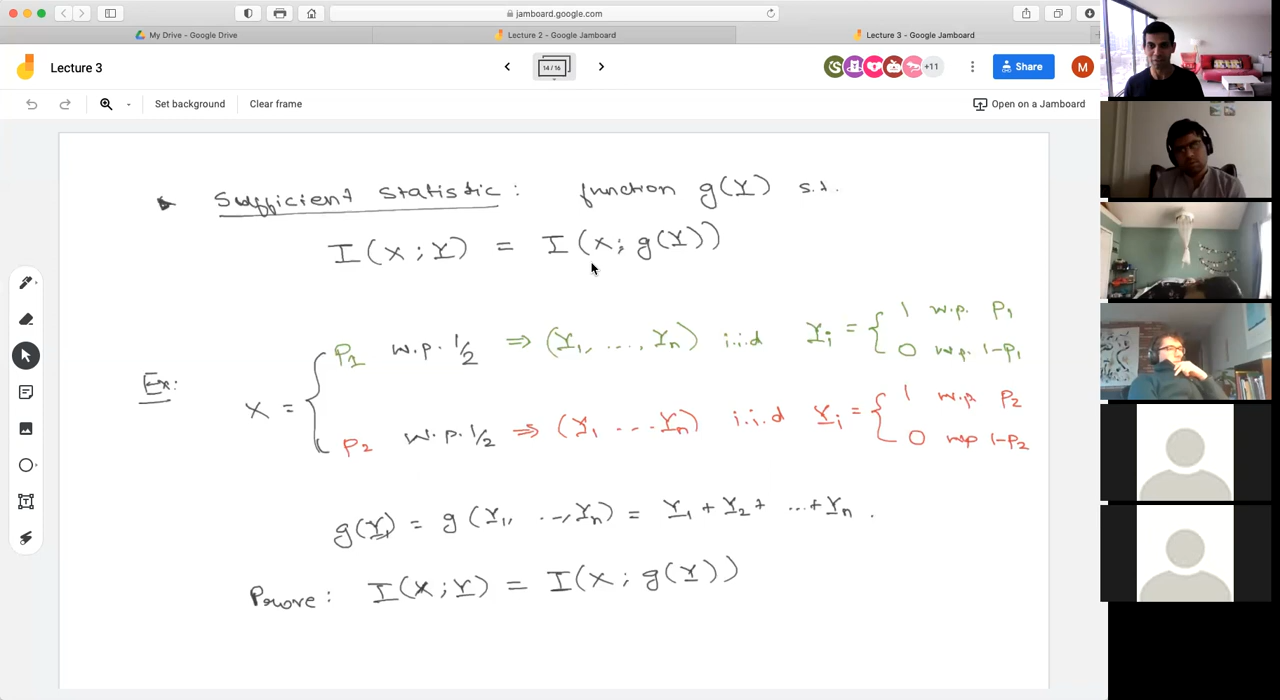 jamboard.google.com
My Drive - Google Drive
Lecture 2 - Google Jamboard
Lecture 3 - Google Jamboard
Lecture 3
14 / 16
+11
Share
M
Set background
Clear frame
Open on a Jamboard
Sufficient statistic : function g(Y) s.t.
I(X;Y) = I(X; g(Y))
Ex:
X = { P1 w.p. 1/2 ⇒ (Y1, ..., Yn) i.i.d Yi = { 1 w.p. P1
0 w.p. 1-P1
P2 w.p. 1/2 ⇒ (Y1 ... Yn) i.i.d Yi = { 1 w.p P2
0 wp 1-P2
g(Y) = g(Y1, ..., Yn) = Y1 + Y2 + ... + Yn .
Prove : I(X;Y) = I(X; g(Y))